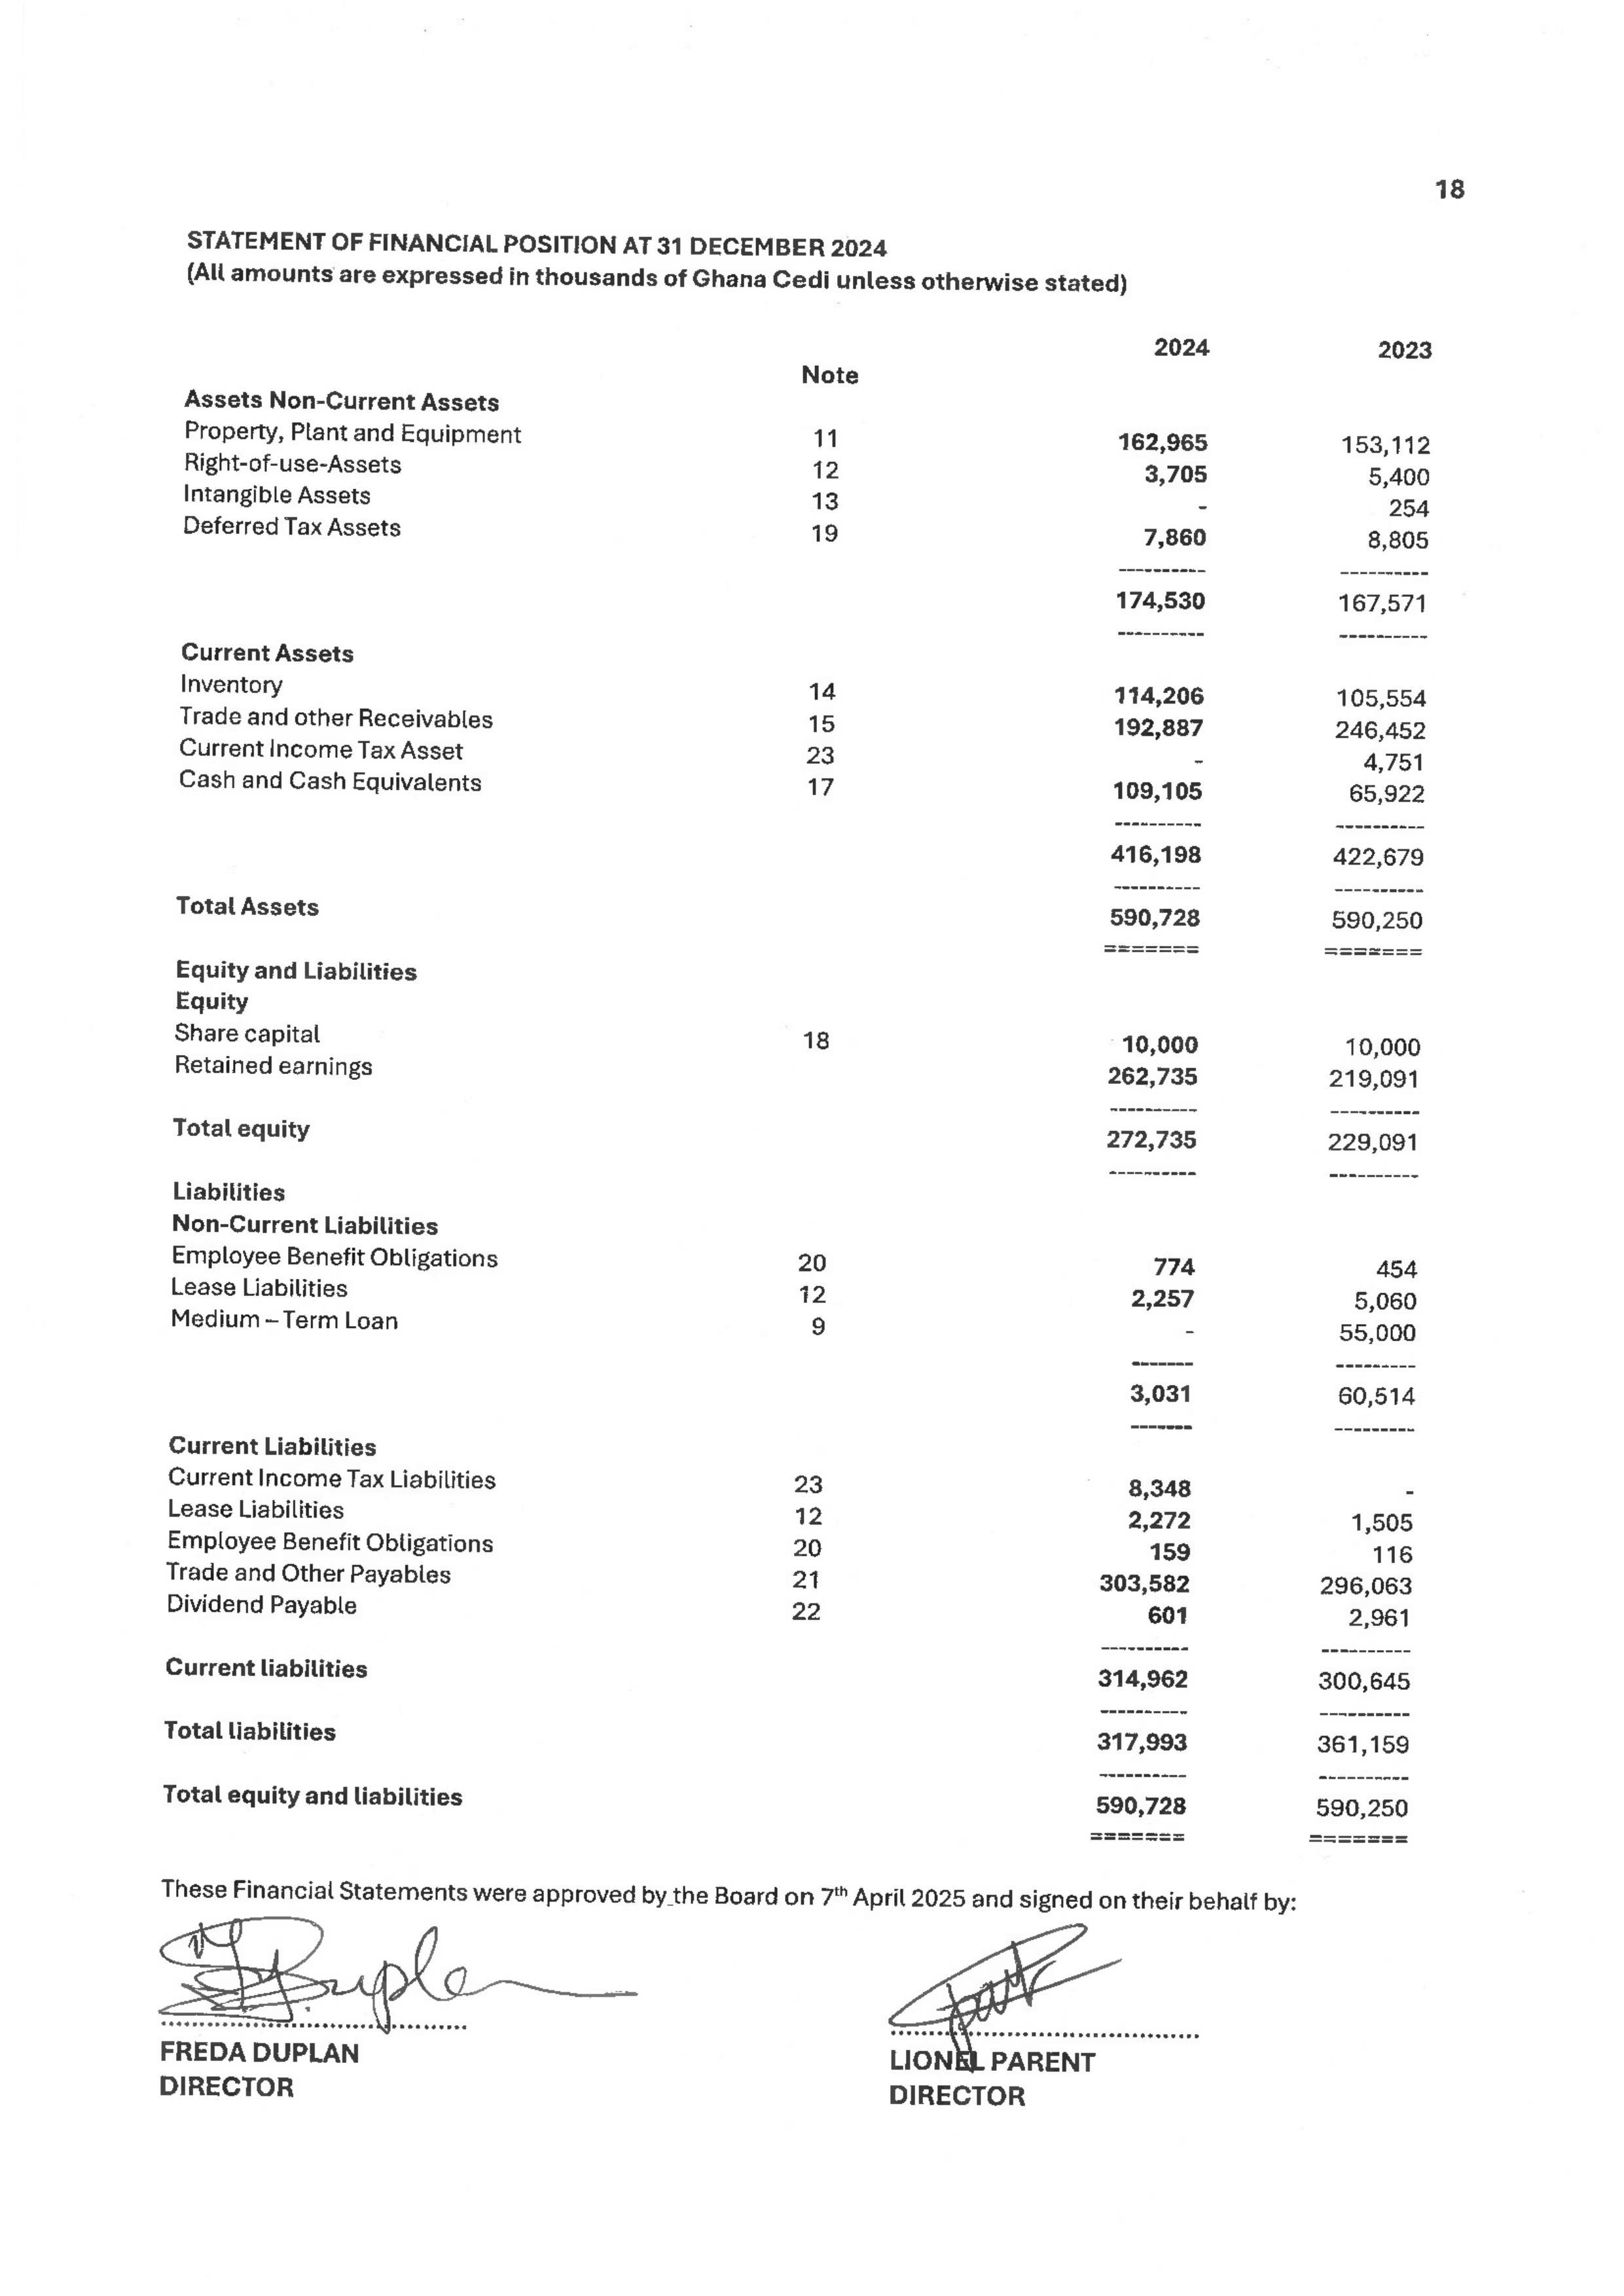 18
STATEMENT OF FINANCIAL POSITION AT 31 DECEMBER 2024
(All amounts are expressed in thousands of Ghana Cedi unless otherwise stated)
2024 2023
Note
Assets Non-Current Assets
Property, Plant and Equipment 11 162,965 153,112
Right-of-use-Assets 12 3,705 5,400
Intangible Assets 13 - 254
Deferred Tax Assets 19 7,860 8,805
---------- ----------
174,530 167,571
---------- ----------
Current Assets
Inventory 14 114,206 105,554
Trade and other Receivables 15 192,887 246,452
Current Income Tax Asset 23 - 4,751
Cash and Cash Equivalents 17 109,105 65,922
---------- ----------
416,198 422,679
---------- ----------
Total Assets 590,728 590,250
======= =======
Equity and Liabilities
Equity
Share capital 18 10,000 10,000
Retained earnings 262,735 219,091
---------- ----------
Total equity 272,735 229,091
---------- ----------
Liabilities
Non-Current Liabilities
Employee Benefit Obligations 20 774 454
Lease Liabilities 12 2,257 5,060
Medium – Term Loan 9 - 55,000
------- ---------
3,031 60,514
------- ---------
Current Liabilities
Current Income Tax Liabilities 23 8,348 -
Lease Liabilities 12 2,272 1,505
Employee Benefit Obligations 20 159 116
Trade and Other Payables 21 303,582 296,063
Dividend Payable 22 601 2,961
---------- ----------
Current liabilities 314,962 300,645
---------- ----------
Total liabilities 317,993 361,159
---------- ----------
Total equity and liabilities 590,728 590,250
======= =======
These Financial Statements were approved by the Board on 7th April 2025 and signed on their behalf by:
FREDA DUPLAN LIONEL PARENT
DIRECTOR DIRECTOR